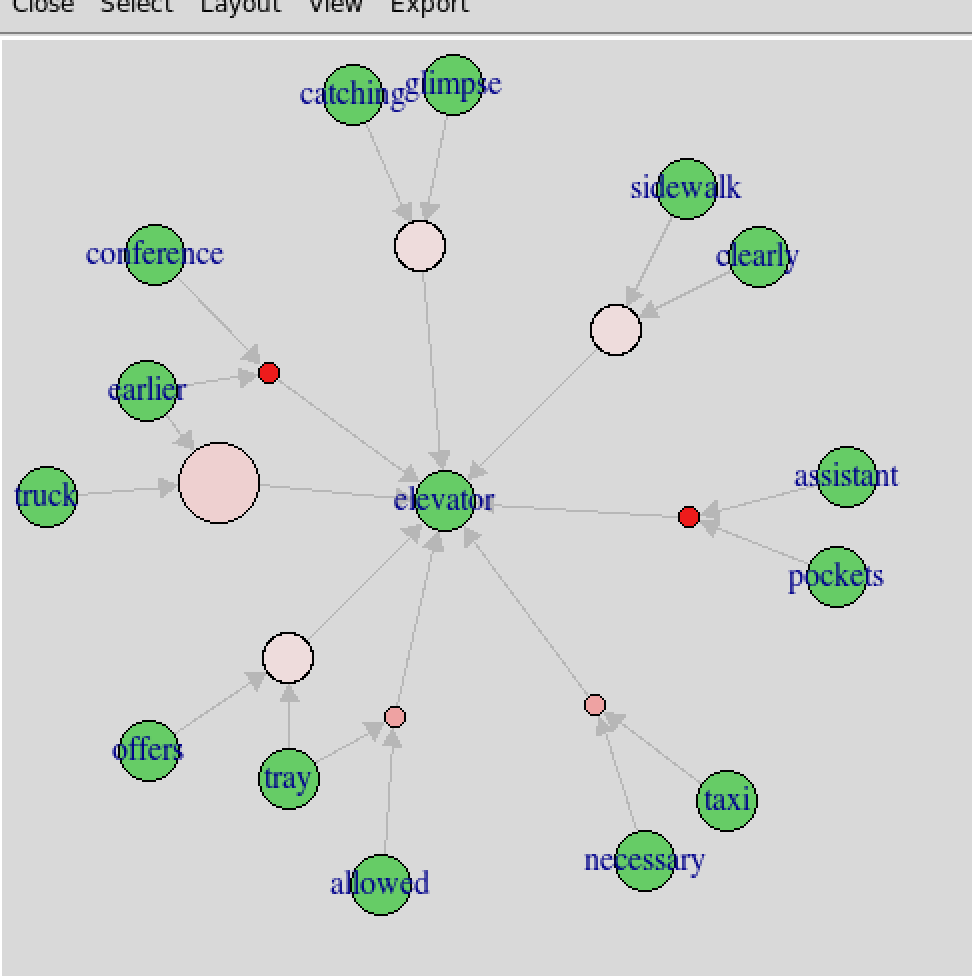 Close Select Layout View Export
catching glimpse
sidewalk
conference
clearly
earlier
assistant
truck
elevator
pockets
offers
tray
taxi
necessary
allowed